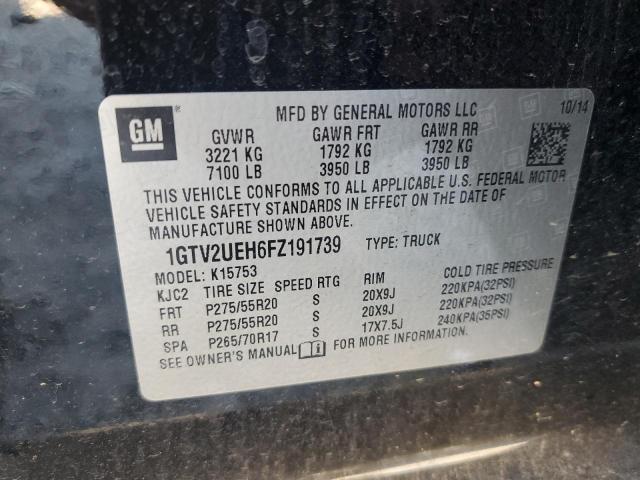 GM
®
MFD BY GENERAL MOTORS LLC 10/14
GVWR GAWR FRT GAWR RR
3221 KG 1792 KG 1792 KG
7100 LB 3950 LB 3950 LB
THIS VEHICLE CONFORMS TO ALL APPLICABLE U.S. FEDERAL MOTOR
VEHICLE SAFETY STANDARDS IN EFFECT ON THE DATE OF
MANUFACTURE SHOWN ABOVE.
1GTV2UEH6FZ191739 TYPE: TRUCK
MODEL: K15753
KJC2 TIRE SIZE SPEED RTG RIM COLD TIRE PRESSURE
FRT P275/55R20 S 20X9J 220KPA(32PSI)
RR P275/55R20 S 20X9J 220KPA(32PSI)
SPA P265/70R17 S 17X7.5J 240KPA(35PSI)
SEE OWNER'S MANUAL FOR MORE INFORMATION.